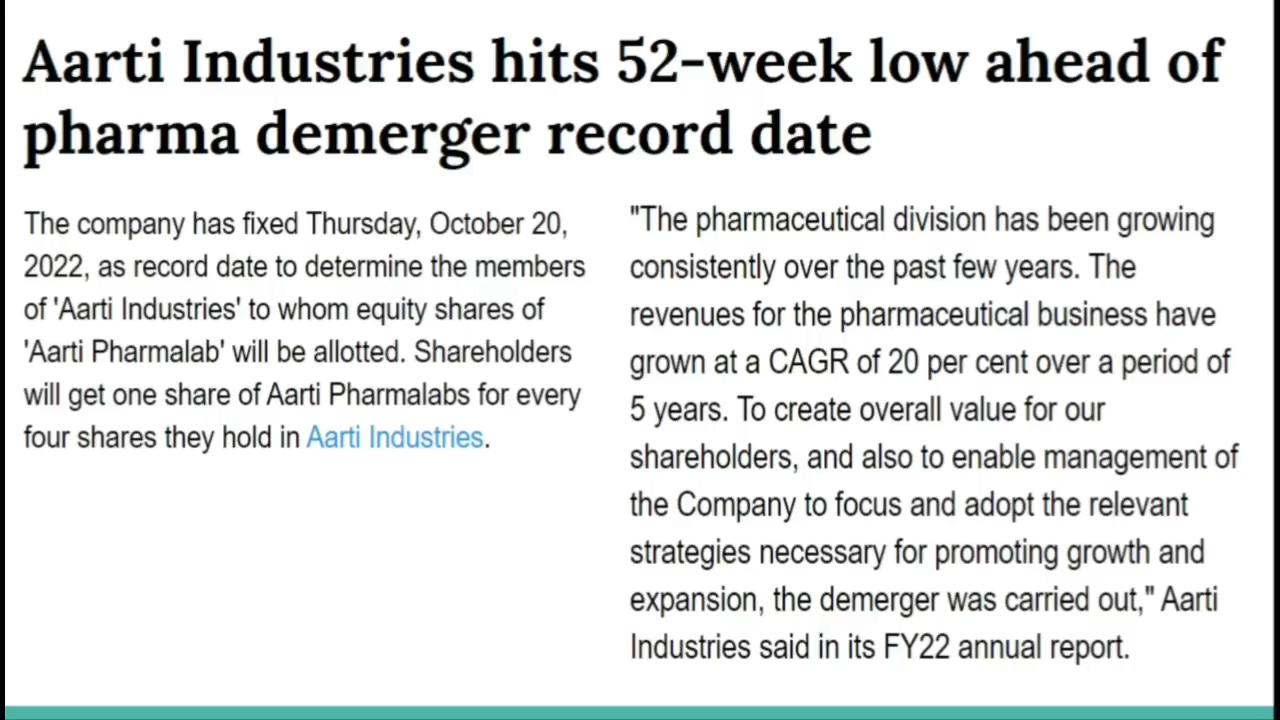 Aarti Industries hits 52-week low ahead of
pharma demerger record date
The company has fixed Thursday, October 20,
2022, as record date to determine the members
of 'Aarti Industries' to whom equity shares of
'Aarti Pharmalab' will be allotted. Shareholders
will get one share of Aarti Pharmalabs for every
four shares they hold in Aarti Industries.
"The pharmaceutical division has been growing
consistently over the past few years. The
revenues for the pharmaceutical business have
grown at a CAGR of 20 per cent over a period of
5 years. To create overall value for our
shareholders, and also to enable management of
the Company to focus and adopt the relevant
strategies necessary for promoting growth and
expansion, the demerger was carried out," Aarti
Industries said in its FY22 annual report.